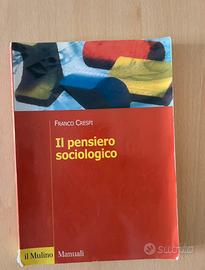 FRANCO CRESPI
Il pensiero
sociologico
il Mulino Manuali
subito